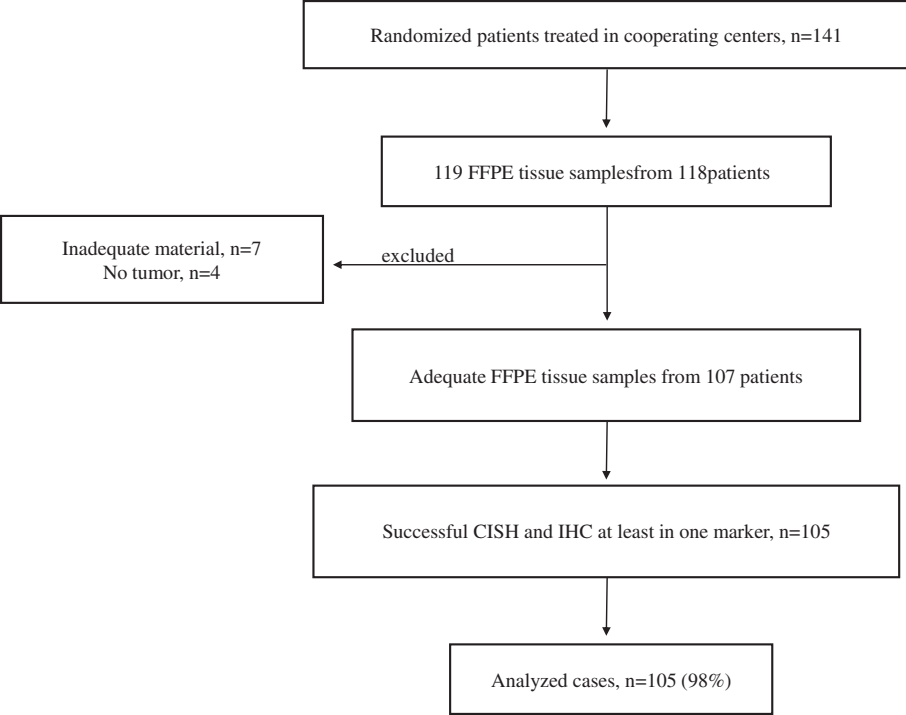 Randomized patients treated in cooperating centers, n=141
119 FFPE tissue samplesfrom 118patients
Inadequate material, n=7
No tumor, n=4
excluded
Adequate FFPE tissue samples from 107 patients
Successful CISH and IHC at least in one marker, n=105
Analyzed cases, n=105 (98%)